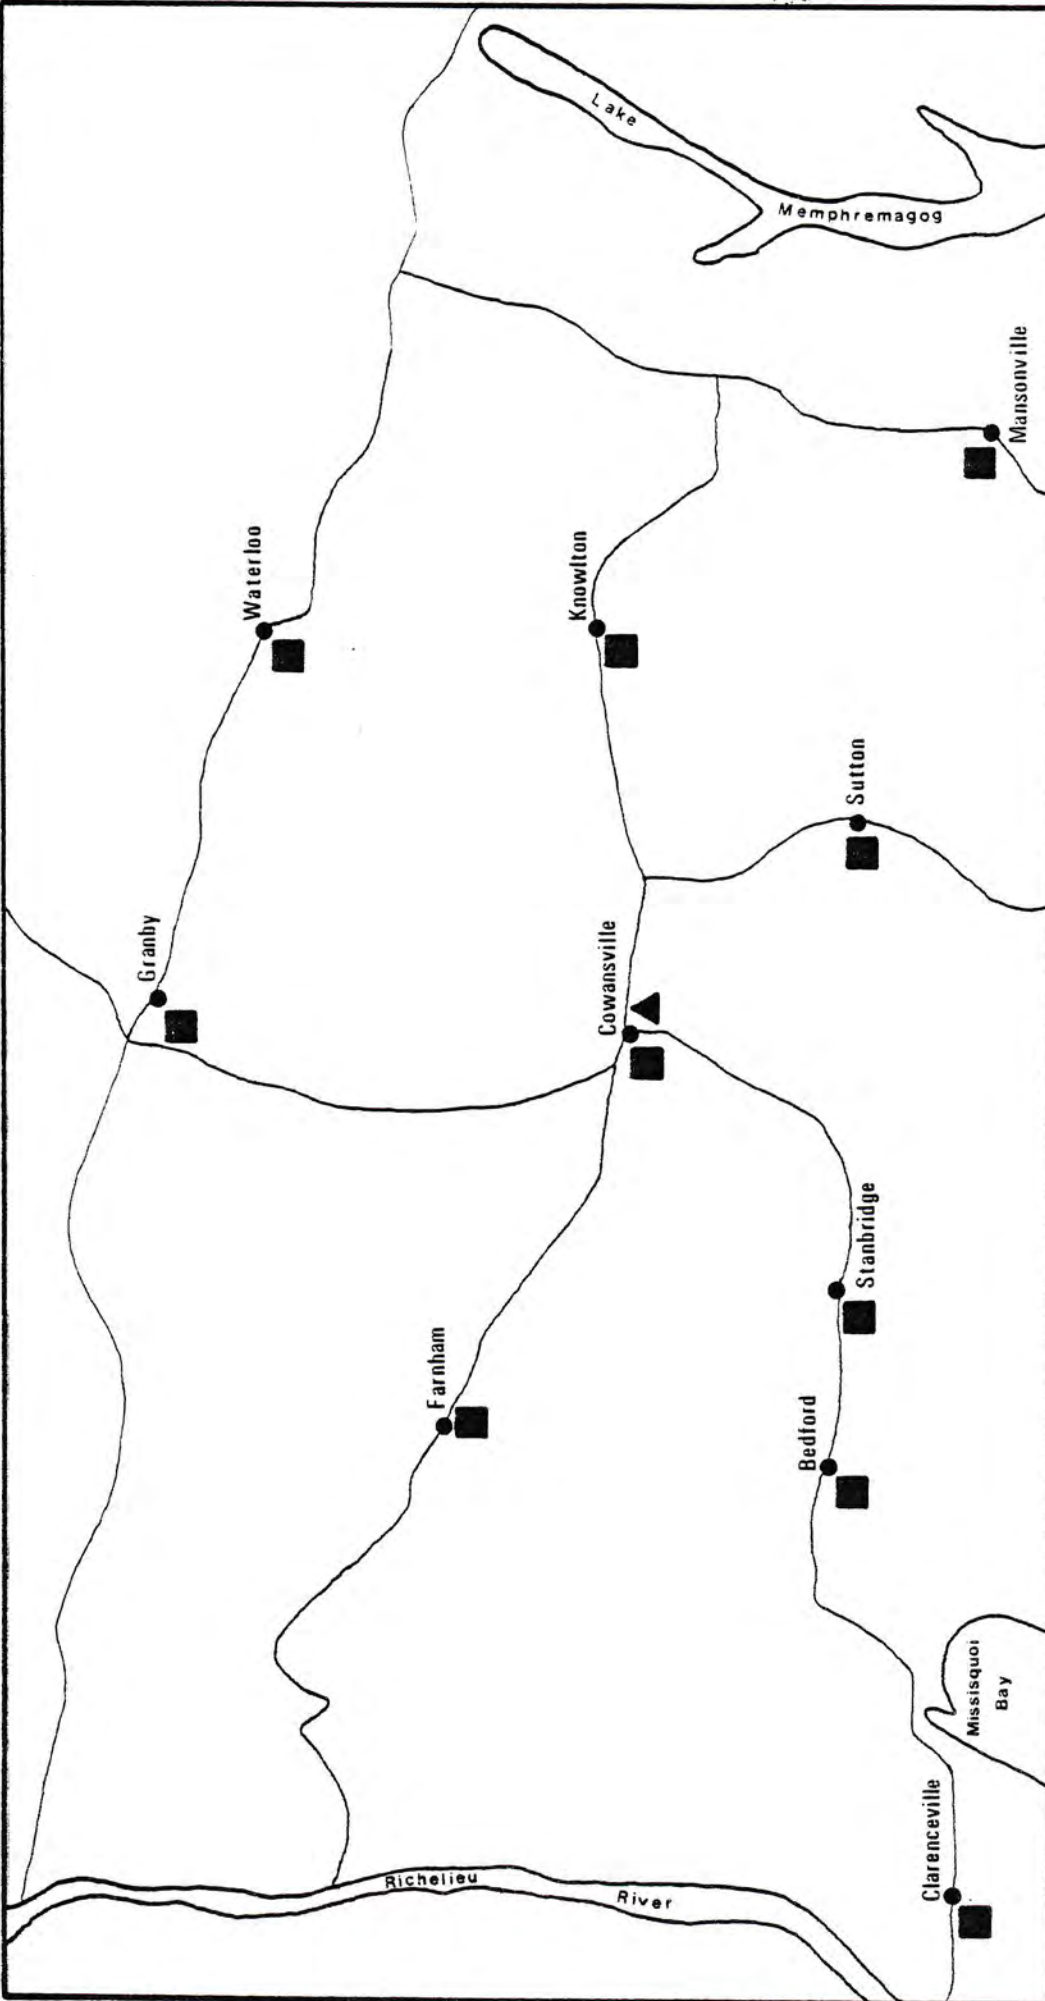 Granby
Waterloo
Farnham
Richelieu
River
Lake
Memphremagog
Knowlton
Cowansville
Bedford
Sutton
Stanbridge
Clarenceville
Missisquoi
Bay
Mansonville